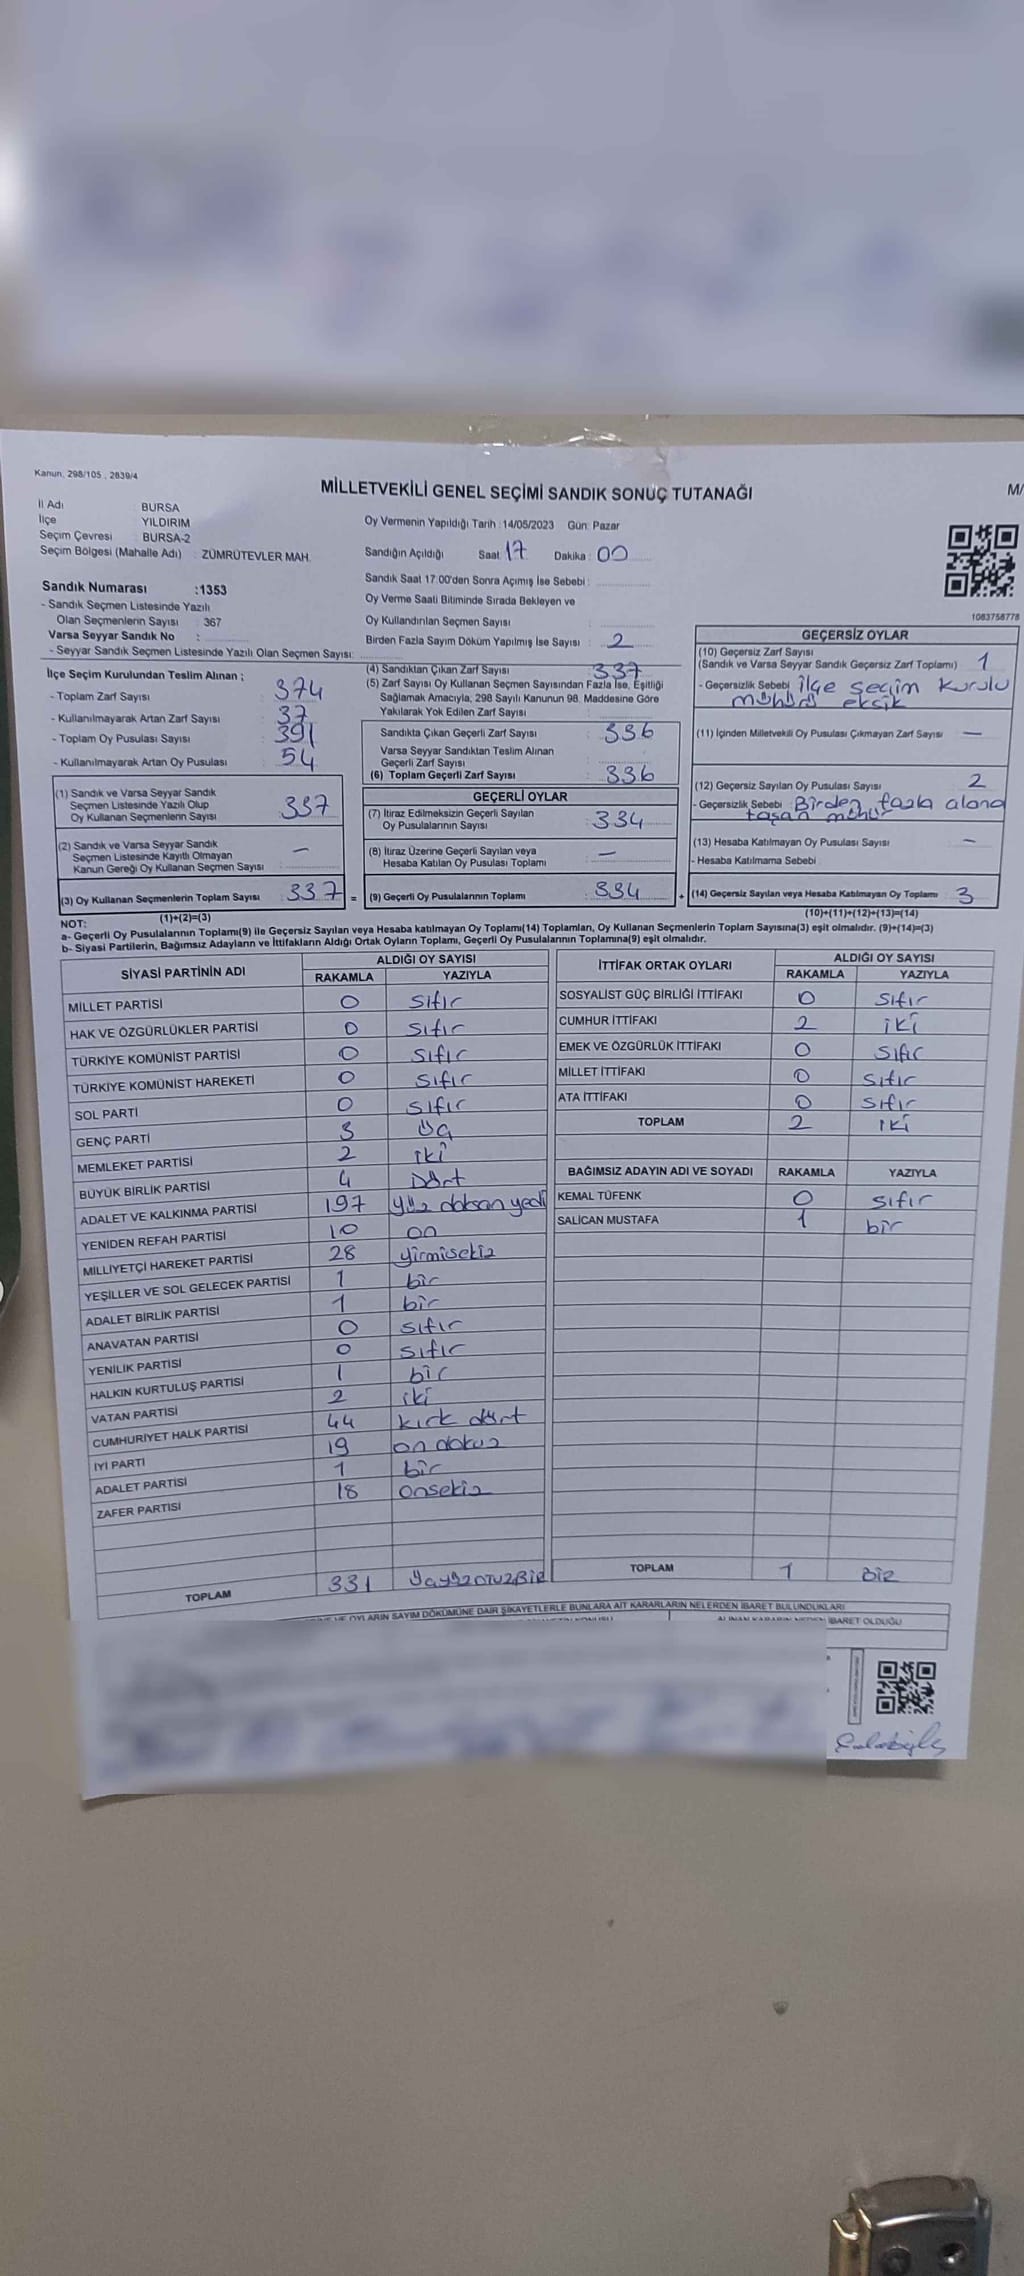 Kanun, 298/105 , 2839/4
MİLLETVEKİLİ GENEL SEÇİMİ SANDIK SONUÇ TUTANAĞI
M/
İl Adı BURSA
İlçe YILDIRIM
Seçim Çevresi BURSA-2
Seçim Bölgesi (Mahalle Adı) : ZÜMRÜTEVLER MAH.
Oy Vermenin Yapıldığı Tarih : 14/05/2023 Gün: Pazar
Sandığın Açıldığı Saat: 17 Dakika : 00
Sandık Saat 17:00'den Sonra Açımış İse Sebebi :
Oy Verme Saati Bitiminde Sırada Bekleyen ve
Oy Kullandırılan Seçmen Sayısı :
Birden Fazla Sayım Döküm Yapılmış İse Sayısı : 2
1083758778
Sandık Numarası :1353
- Sandık Seçmen Listesinde Yazılı
Olan Seçmenlerin Sayısı : 367
Varsa Seyyar Sandık No :
- Seyyar Sandık Seçmen Listesinde Yazılı Olan Seçmen Sayısı:
İlçe Seçim Kurulundan Teslim Alınan ;
- Toplam Zarf Sayısı : 374
- Kullanılmayarak Artan Zarf Sayısı : 37
- Toplam Oy Pusulası Sayısı : 391
- Kullanılmayarak Artan Oy Pusulası : 54
(1) Sandık ve Varsa Seyyar Sandık
Seçmen Listesinde Yazılı Olup
Oy Kullanan Seçmenlerin Sayısı : 337
(2) Sandık ve Varsa Seyyar Sandık
Seçmen Listesinde Kayıtlı Olmayan
Kanun Gereği Oy Kullanan Seçmen Sayısı : —
(3) Oy Kullanan Seçmenlerin Toplam Sayısı : 337
(1)+(2)=(3)
(4) Sandıktan Çıkan Zarf Sayısı : 337
(5) Zarf Sayısı Oy Kullanan Seçmen Sayısından Fazla İse, Eşitliği
Sağlamak Amacıyla; 298 Sayılı Kanunun 98. Maddesine Göre
Yakılarak Yok Edilen Zarf Sayısı :
Sandıkta Çıkan Geçerli Zarf Sayısı : 336
Varsa Seyyar Sandıktan Teslim Alınan
Geçerli Zarf Sayısı :
(6) Toplam Geçerli Zarf Sayısı : 336
GEÇERLİ OYLAR
(7) İtiraz Edilmeksizin Geçerli Sayılan
Oy Pusulalarının Sayısı : 334
(8) İtiraz Üzerine Geçerli Sayılan veya
Hesaba Katılan Oy Pusulası Toplamı : —
= (9) Geçerli Oy Pusulalarının Toplamı : 334 +
GEÇERSİZ OYLAR
(10) Geçersiz Zarf Sayısı
(Sandık ve Varsa Seyyar Sandık Geçersiz Zarf Toplamı) : 1
- Geçersizlik Sebebi : ilçe seçim kurulu
mührü eksik
(11) İçinden Milletvekili Oy Pusulası Çıkmayan Zarf Sayısı : —
(12) Geçersiz Sayılan Oy Pusulası Sayısı : 2
- Geçersizlik Sebebi : Birden fazla alana
taşan mühür
(13) Hesaba Katılmayan Oy Pusulası Sayısı : —
- Hesaba Katılmama Sebebi :
(14) Geçersiz Sayılan veya Hesaba Katılmayan Oy Toplamı : 3
(10)+(11)+(12)+(13)=(14)
NOT:
a- Geçerli Oy Pusulalarının Toplamı(9) ile Geçersiz Sayılan veya Hesaba katılmayan Oy Toplamı(14) Toplamları, Oy Kullanan Seçmenlerin Toplam Sayısına(3) eşit olmalıdır. (9)+(14)=(3)
b- Siyasi Partilerin, Bağımsız Adayların ve İttifakların Aldığı Ortak Oyların Toplamı, Geçerli Oy Pusulalarının Toplamına(9) eşit olmalıdır.
SİYASİ PARTİNİN ADI ALDIĞI OY SAYISI
RAKAMLA YAZIYLA
MİLLET PARTİSİ 0 sıfır
HAK VE ÖZGÜRLÜKLER PARTİSİ 0 sıfır
TÜRKİYE KOMÜNİST PARTİSİ 0 sıfır
TÜRKİYE KOMÜNİST HAREKETİ 0 sıfır
SOL PARTİ 0 sıfır
GENÇ PARTİ 3 üç
MEMLEKET PARTİSİ 2 iki
BÜYÜK BİRLİK PARTİSİ 4 Dört
ADALET VE KALKINMA PARTİSİ 197 yüz doksan yedi
YENİDEN REFAH PARTİSİ 10 on
MİLLİYETÇİ HAREKET PARTİSİ 28 yirmisekiz
YEŞİLLER VE SOL GELECEK PARTİSİ 1 bir
ADALET BİRLİK PARTİSİ 1 bir
ANAVATAN PARTİSİ 0 sıfır
YENİLİK PARTİSİ 0 sıfır
HALKIN KURTULUŞ PARTİSİ 1 bir
VATAN PARTİSİ 2 iki
CUMHURİYET HALK PARTİSİ 44 kırk dört
İYİ PARTİ 19 on dokuz
ADALET PARTİSİ 1 bir
ZAFER PARTİSİ 18 onsekiz
TOPLAM 331
İTTİFAK ORTAK OYLARI ALDIĞI OY SAYISI
RAKAMLA YAZIYLA
SOSYALİST GÜÇ BİRLİĞİ İTTİFAKI 0 sıfır
CUMHUR İTTİFAKI 2 iki
EMEK VE ÖZGÜRLÜK İTTİFAKI 0 sıfır
MİLLET İTTİFAKI 0 sıfır
ATA İTTİFAKI 0 sıfır
TOPLAM 2 iki
BAĞIMSIZ ADAYIN ADI VE SOYADI RAKAMLA YAZIYLA
KEMAL TÜFENK 0 sıfır
SALİCAN MUSTAFA 1 bir
TOPLAM 1 BİR
VE OYLARIN SAYIM DÖKÜMÜNE DAİR ŞİKAYETLERLE BUNLARA AİT KARARLARIN NELERDEN İBARET BULUNDUKLARI
İBARET OLDUĞU